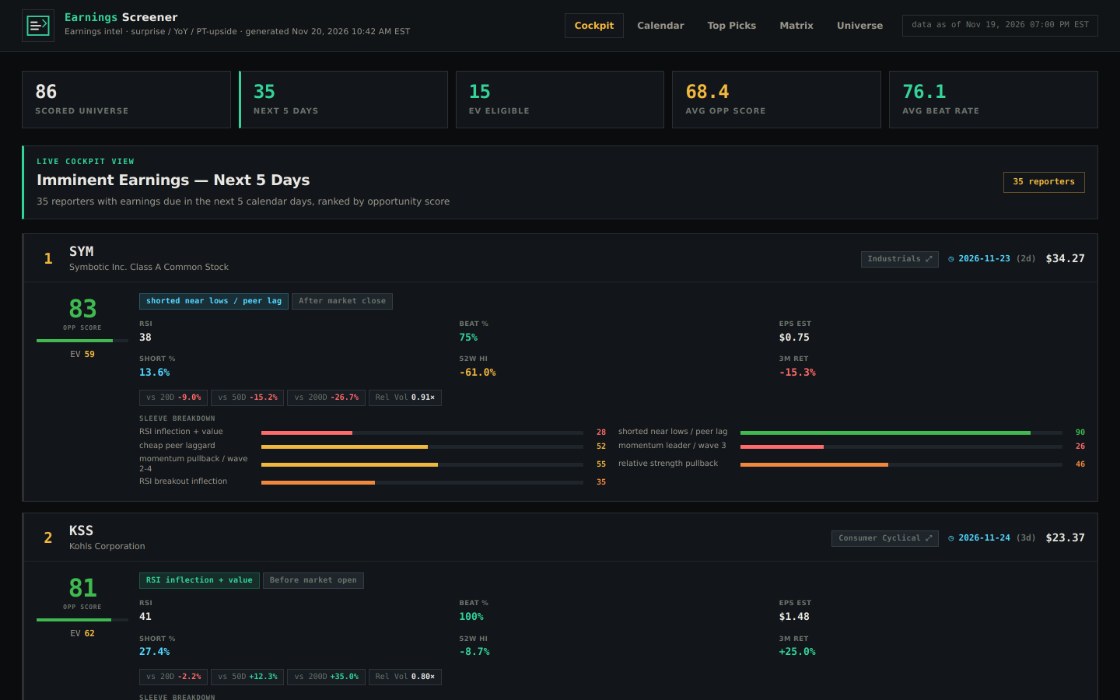 Earnings Screener
Earnings intel · surprise / YoY / PT-upside · generated Nov 20, 2026 10:42 AM EST
Cockpit
Calendar
Top Picks
Matrix
Universe
data as of Nov 19, 2026 07:00 PM EST
86
SCORED UNIVERSE
35
NEXT 5 DAYS
15
EV ELIGIBLE
68.4
AVG OPP SCORE
76.1
AVG BEAT RATE
LIVE COCKPIT VIEW
Imminent Earnings — Next 5 Days
35 reporters with earnings due in the next 5 calendar days, ranked by opportunity score
35 reporters
1
SYM
Symbotic Inc. Class A Common Stock
Industrials ⤢
◷ 2026-11-23 (2d)
$34.27
83
OPP SCORE
EV 59
shorted near lows / peer lag
After market close
RSI
38
BEAT %
75%
EPS EST
$0.75
SHORT %
13.6%
52W HI
-61.0%
3M RET
-15.3%
vs 20D -9.0%
vs 50D -15.2%
vs 200D -26.7%
Rel Vol 0.91×
SLEEVE BREAKDOWN
RSI inflection + value 28
shorted near lows / peer lag 90
cheap peer laggard 52
momentum leader / wave 3 26
momentum pullback / wave
2-4 55
relative strength pullback 46
RSI breakout inflection 35
2
KSS
Kohls Corporation
Consumer Cyclical ⤢
◷ 2026-11-24 (3d)
$23.37
81
OPP SCORE
EV 62
RSI inflection + value
Before market open
RSI
41
BEAT %
100%
EPS EST
$1.48
SHORT %
27.4%
52W HI
-8.7%
3M RET
+25.0%
vs 20D -2.2%
vs 50D +12.3%
vs 200D +35.0%
Rel Vol 0.80×
SLEEVE BREAKDOWN